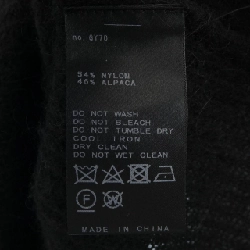 54% NYLON
46% ALPACA
DO NOT WASH
DO NOT BLEACH
DO NOT TUMBLE DRY
COOL IRON
DRY CLEAN
DO NOT WET CLEAN
F
W
MADE IN CHINA